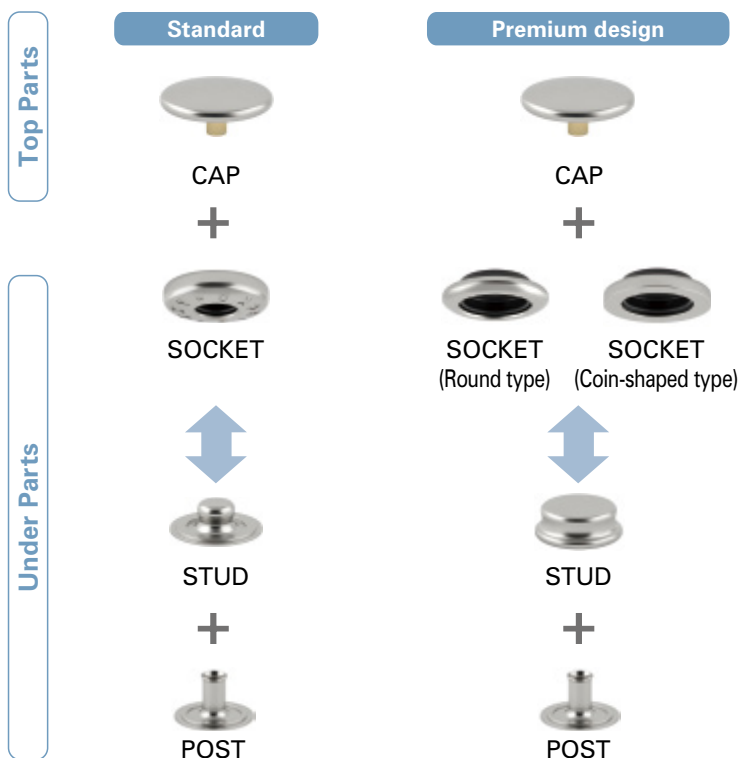 Standard
Premium design
Top Parts
CAP
CAP
+
+
Under Parts
SOCKET
SOCKET
(Round type)
SOCKET
(Coin-shaped type)
STUD
STUD
+
+
POST
POST